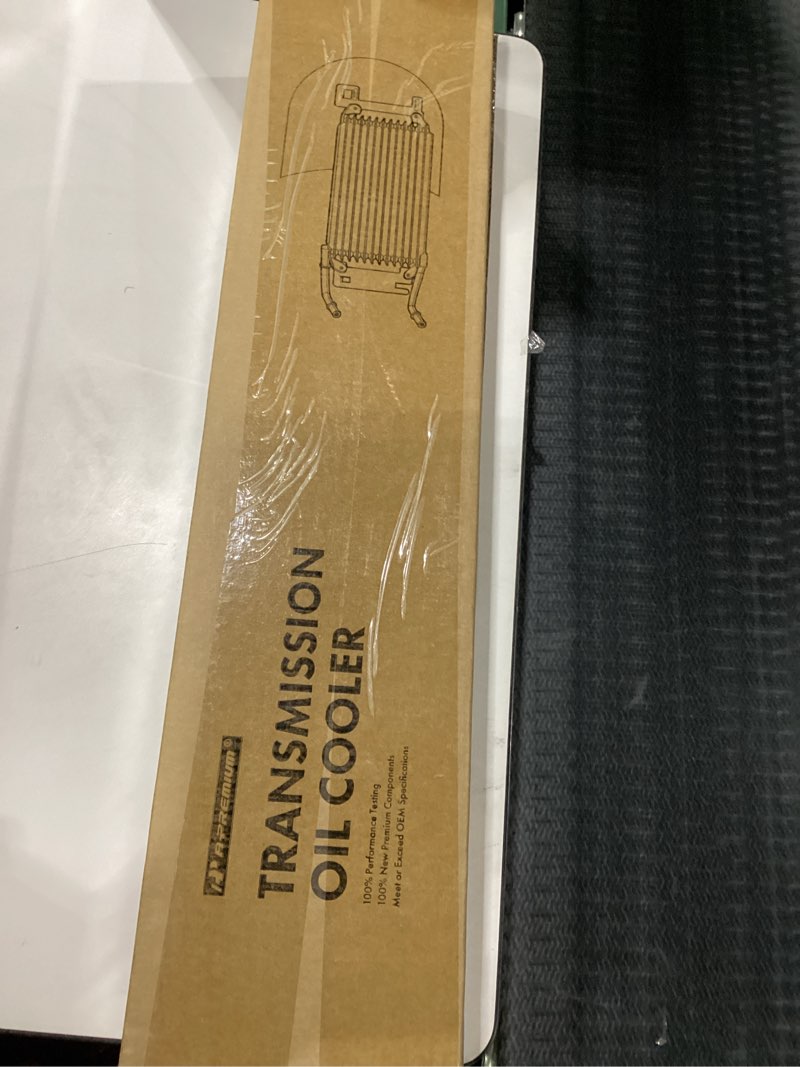 A-PREMIUM
TRANSMISSION
OIL COOLER
100% Performance Testing
100% New Premium Components
Meet or Exceed OEM Specifications